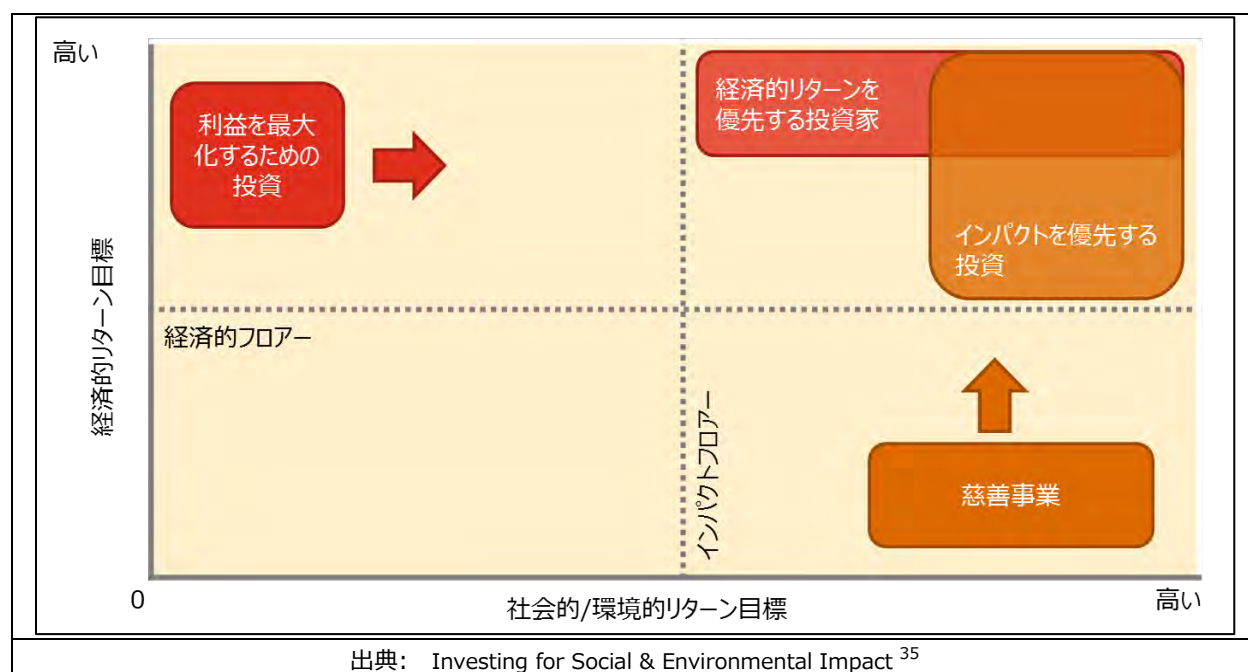 高い
利益を最大
化するための
投資
経済的リターンを
優先する投資家
インパクトを優先する
投資
経済的リターン目標
経済的フロアー
インパクトフロアー
慈善事業
0
社会的/環境的リターン目標
高い
出典: Investing for Social & Environmental Impact 35